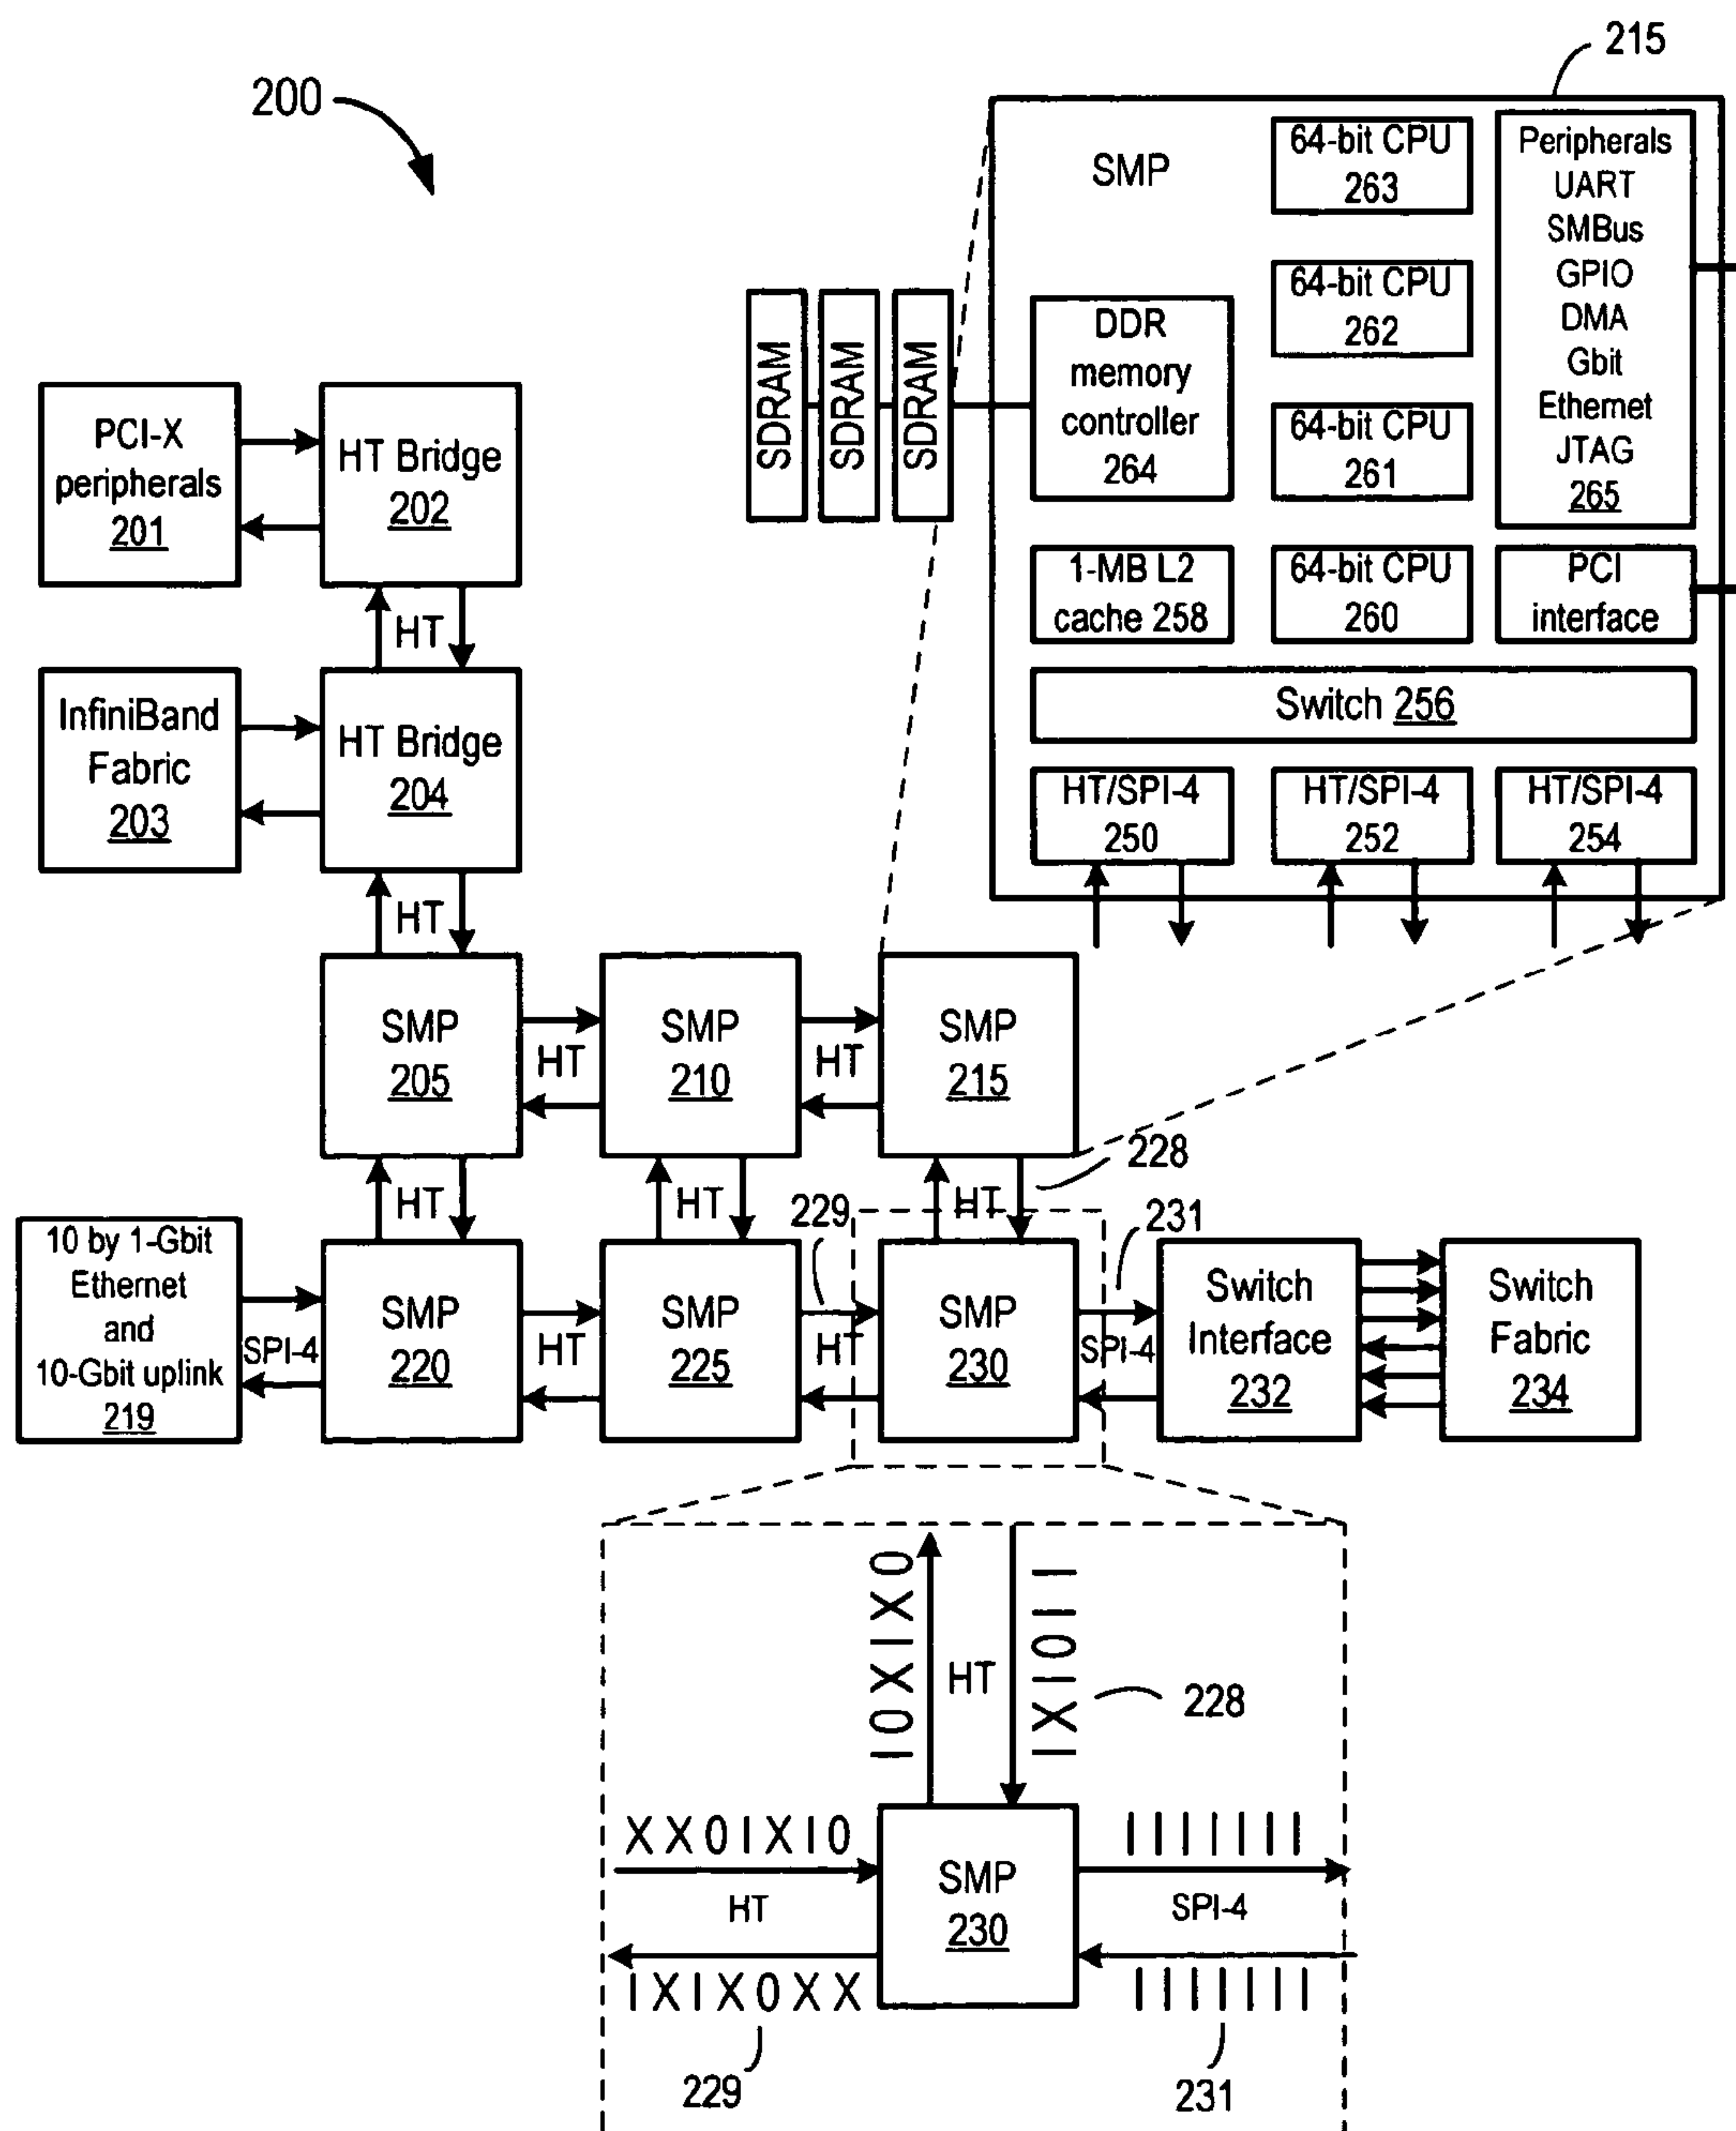 200
215
SMP
64-bit CPU
263
64-bit CPU
262
64-bit CPU
261
64-bit CPU
260
Peripherals
UART
SMBus
GPIO
DMA
Gbit
Ethernet
JTAG
265
SDRAM
SDRAM
SDRAM
DDR
memory
controller
264
1-MB L2
cache 258
PCI
interface
Switch 256
HT/SPI-4
250
HT/SPI-4
252
HT/SPI-4
254
PCI-X
peripherals
201
HT Bridge
202
HT
InfiniBand
Fabric
203
HT Bridge
204
HT
SMP
205
HT
SMP
210
HT
SMP
215
HT
HT
HT
228
229
231
10 by 1-Gbit
Ethernet
and
10-Gbit uplink
219
SPI-4
SMP
220
HT
SMP
225
HT
SMP
230
SPI-4
Switch
Interface
232
Switch
Fabric
234
I O X I X O
HT
I X I O I I
228
X X 0 I X I 0
HT
I X I X 0 X X
229
SMP
230
I I I I I I I
SPI-4
I I I I I I I
231